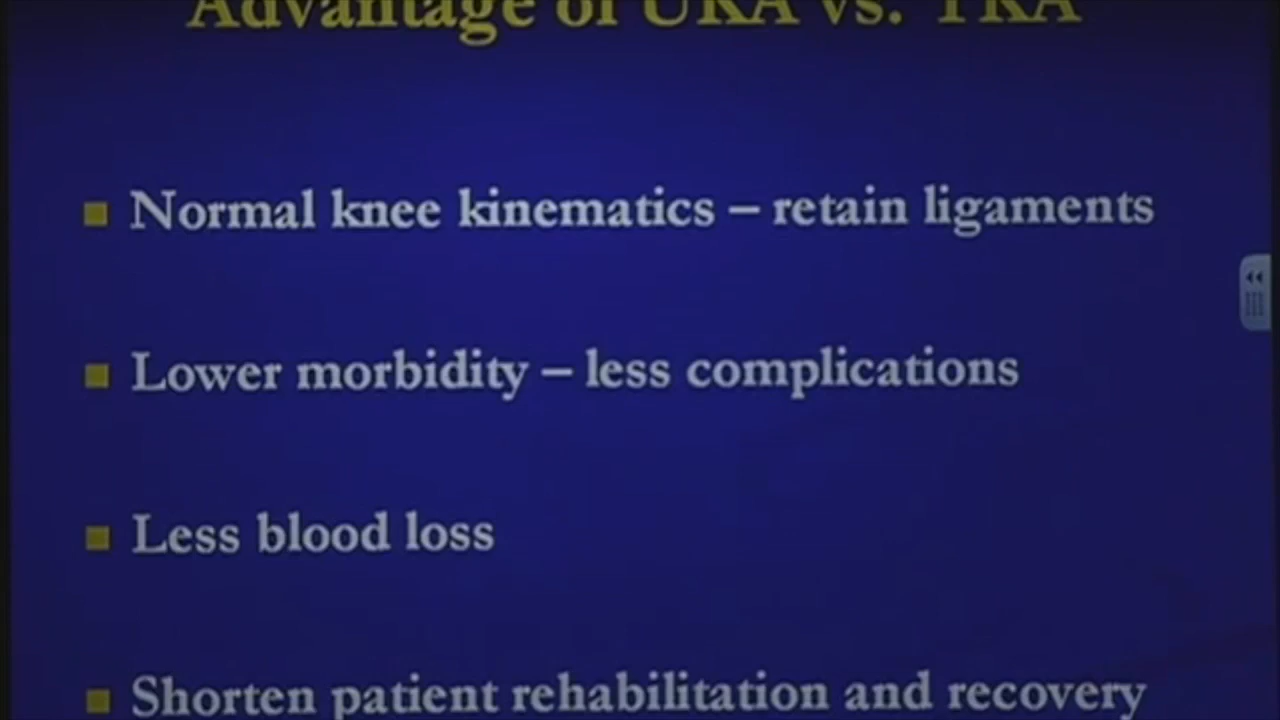 Advantage of UKA vs. TKA
Normal knee kinematics – retain ligaments
Lower morbidity – less complications
Less blood loss
Shorten patient rehabilitation and recovery